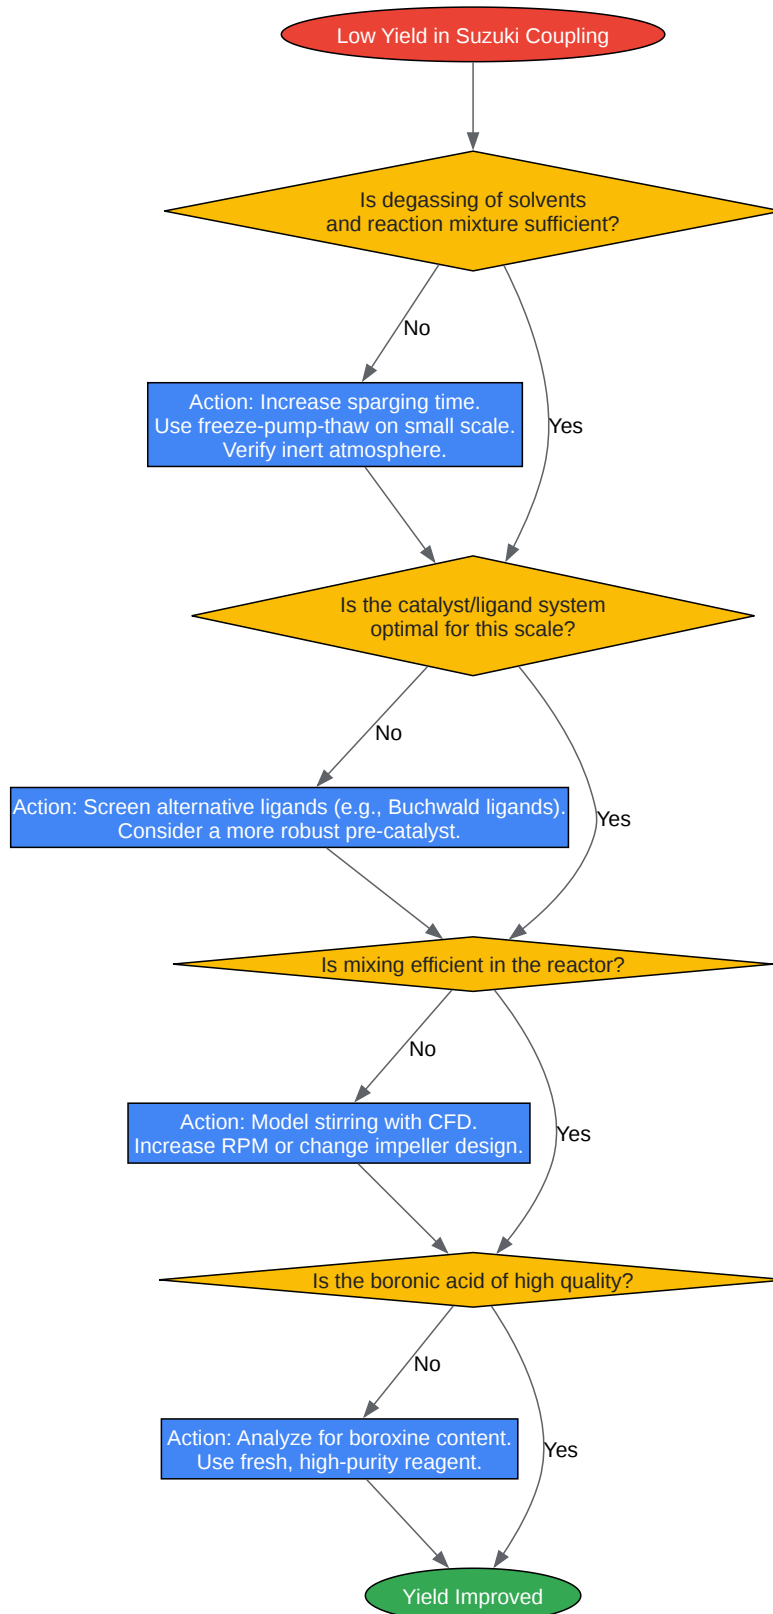 Low Yield in Suzuki Coupling
Is degassing of solvents
and reaction mixture sufficient?
No
Action: Increase sparging time.
Use freeze-pump-thaw on small scale.
Verify inert atmosphere.
Yes
Is the catalyst/ligand system
optimal for this scale?
No
Action: Screen alternative ligands (e.g., Buchwald ligands).
Consider a more robust pre-catalyst.
Yes
Is mixing efficient in the reactor?
No
Action: Model stirring with CFD.
Increase RPM or change impeller design.
Yes
Is the boronic acid of high quality?
No
Action: Analyze for boroxine content.
Use fresh, high-purity reagent.
Yes
Yield Improved